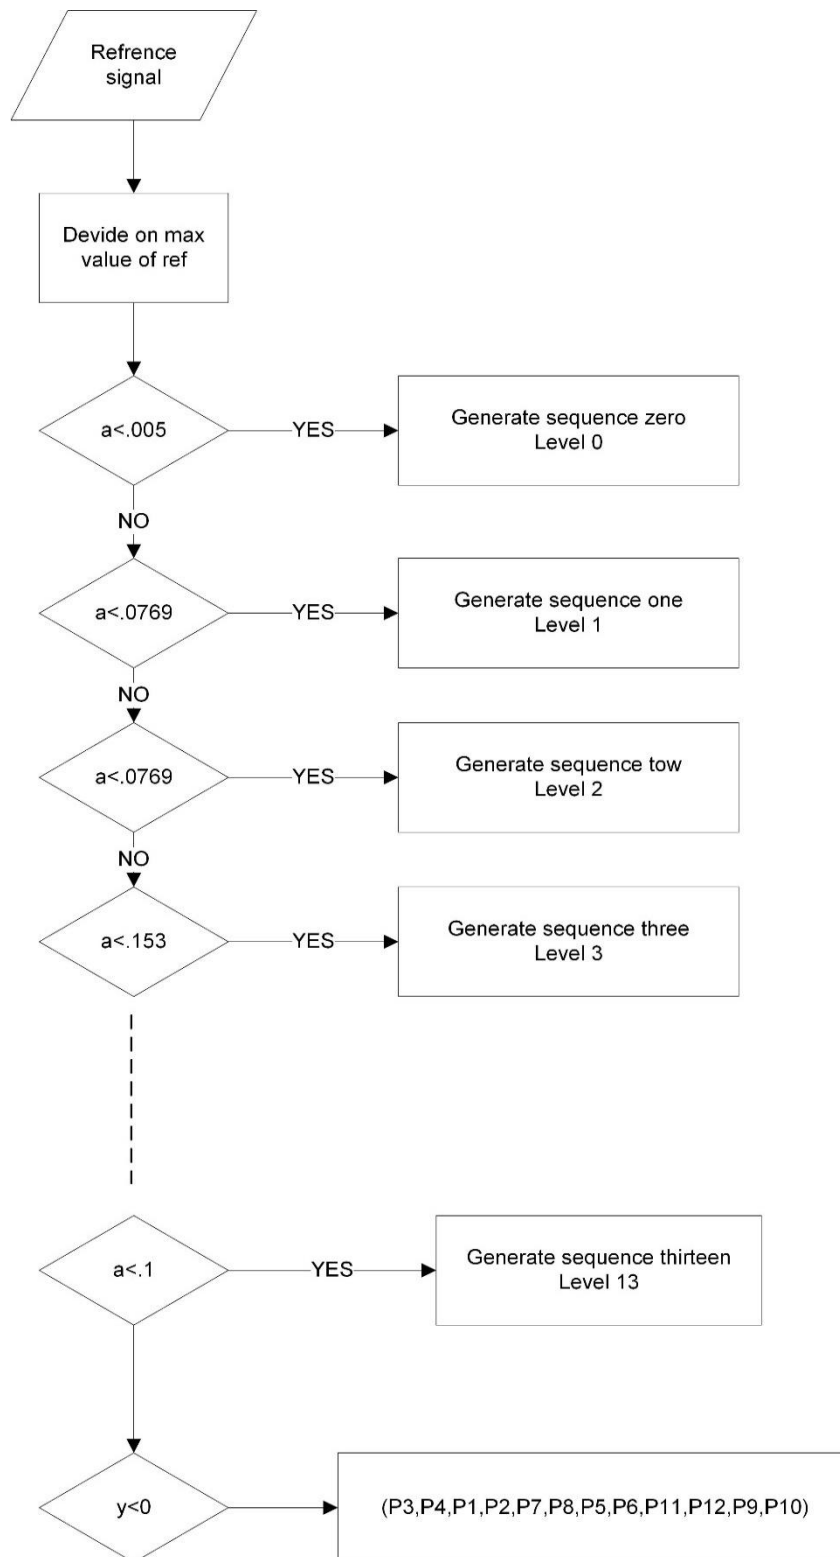 Refrence
signal
Devide on max
value of ref
a<.005
YES
Generate sequence zero
Level 0
NO
a<.0769
YES
Generate sequence one
Level 1
NO
a<.0769
YES
Generate sequence tow
Level 2
NO
a<.153
YES
Generate sequence three
Level 3
a<.1
YES
Generate sequence thirteen
Level 13
y<0
(P3,P4,P1,P2,P7,P8,P5,P6,P11,P12,P9,P10)